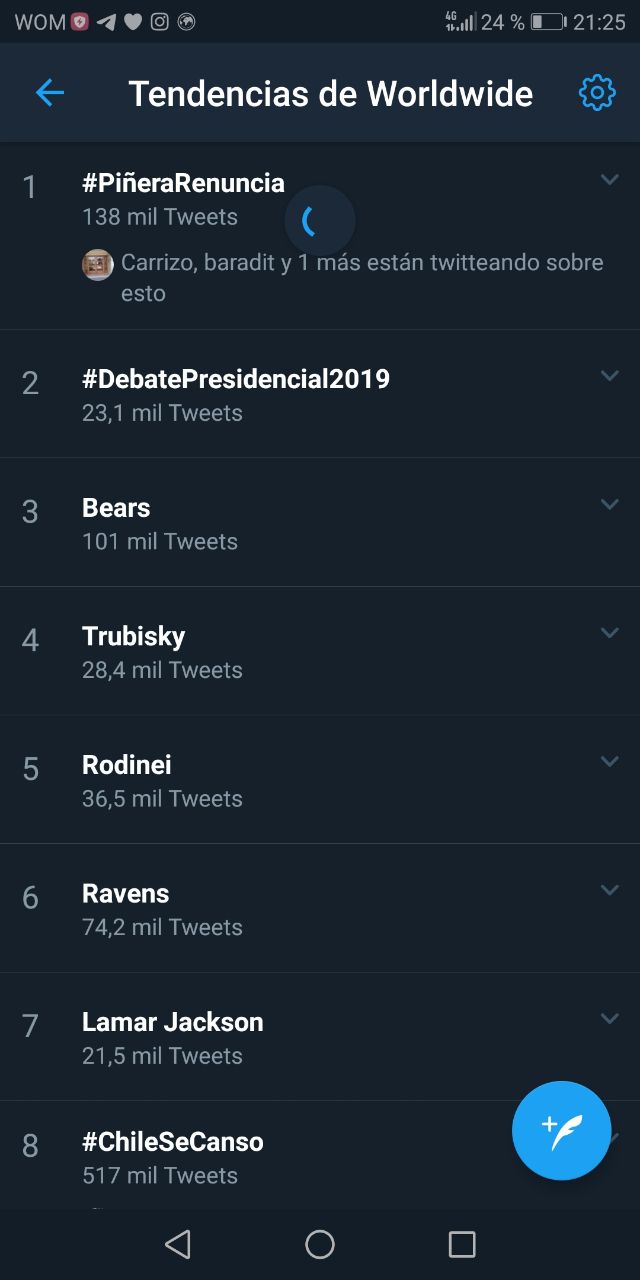 WOM 4G 24 % 21:25
Tendencias de Worldwide
1 #PiñeraRenuncia
138 mil Tweets
Carrizo, baradit y 1 más están twitteando sobre
esto
2 #DebatePresidencial2019
23,1 mil Tweets
3 Bears
101 mil Tweets
4 Trubisky
28,4 mil Tweets
5 Rodinei
36,5 mil Tweets
6 Ravens
74,2 mil Tweets
7 Lamar Jackson
21,5 mil Tweets
8 #ChileSeCanso
517 mil Tweets